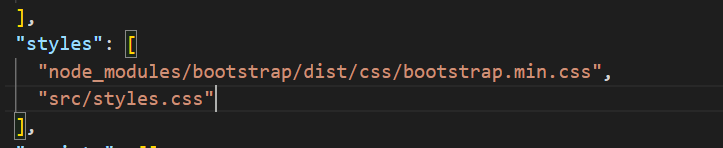 ],
"styles": [
"node_modules/bootstrap/dist/css/bootstrap.min.css",
"src/styles.css"
],